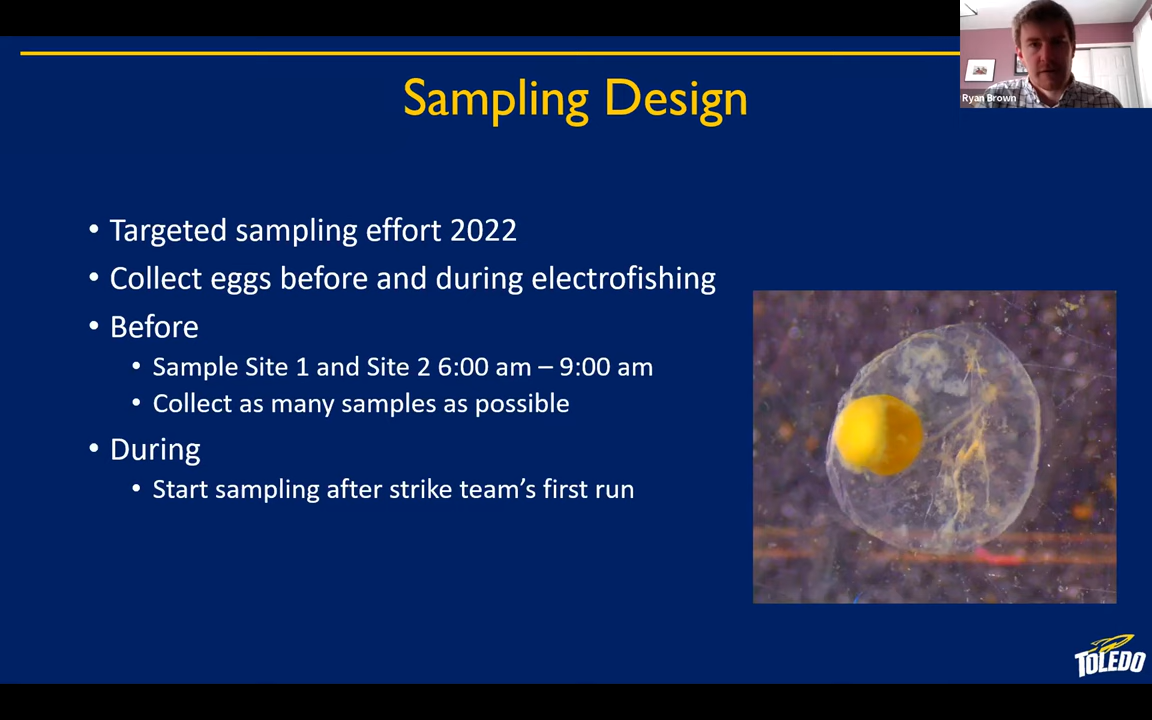 Ryan Brown
Sampling Design
• Targeted sampling effort 2022
• Collect eggs before and during electrofishing
• Before
• Sample Site 1 and Site 2 6:00 am – 9:00 am
• Collect as many samples as possible
• During
• Start sampling after strike team’s first run
TOLEDO